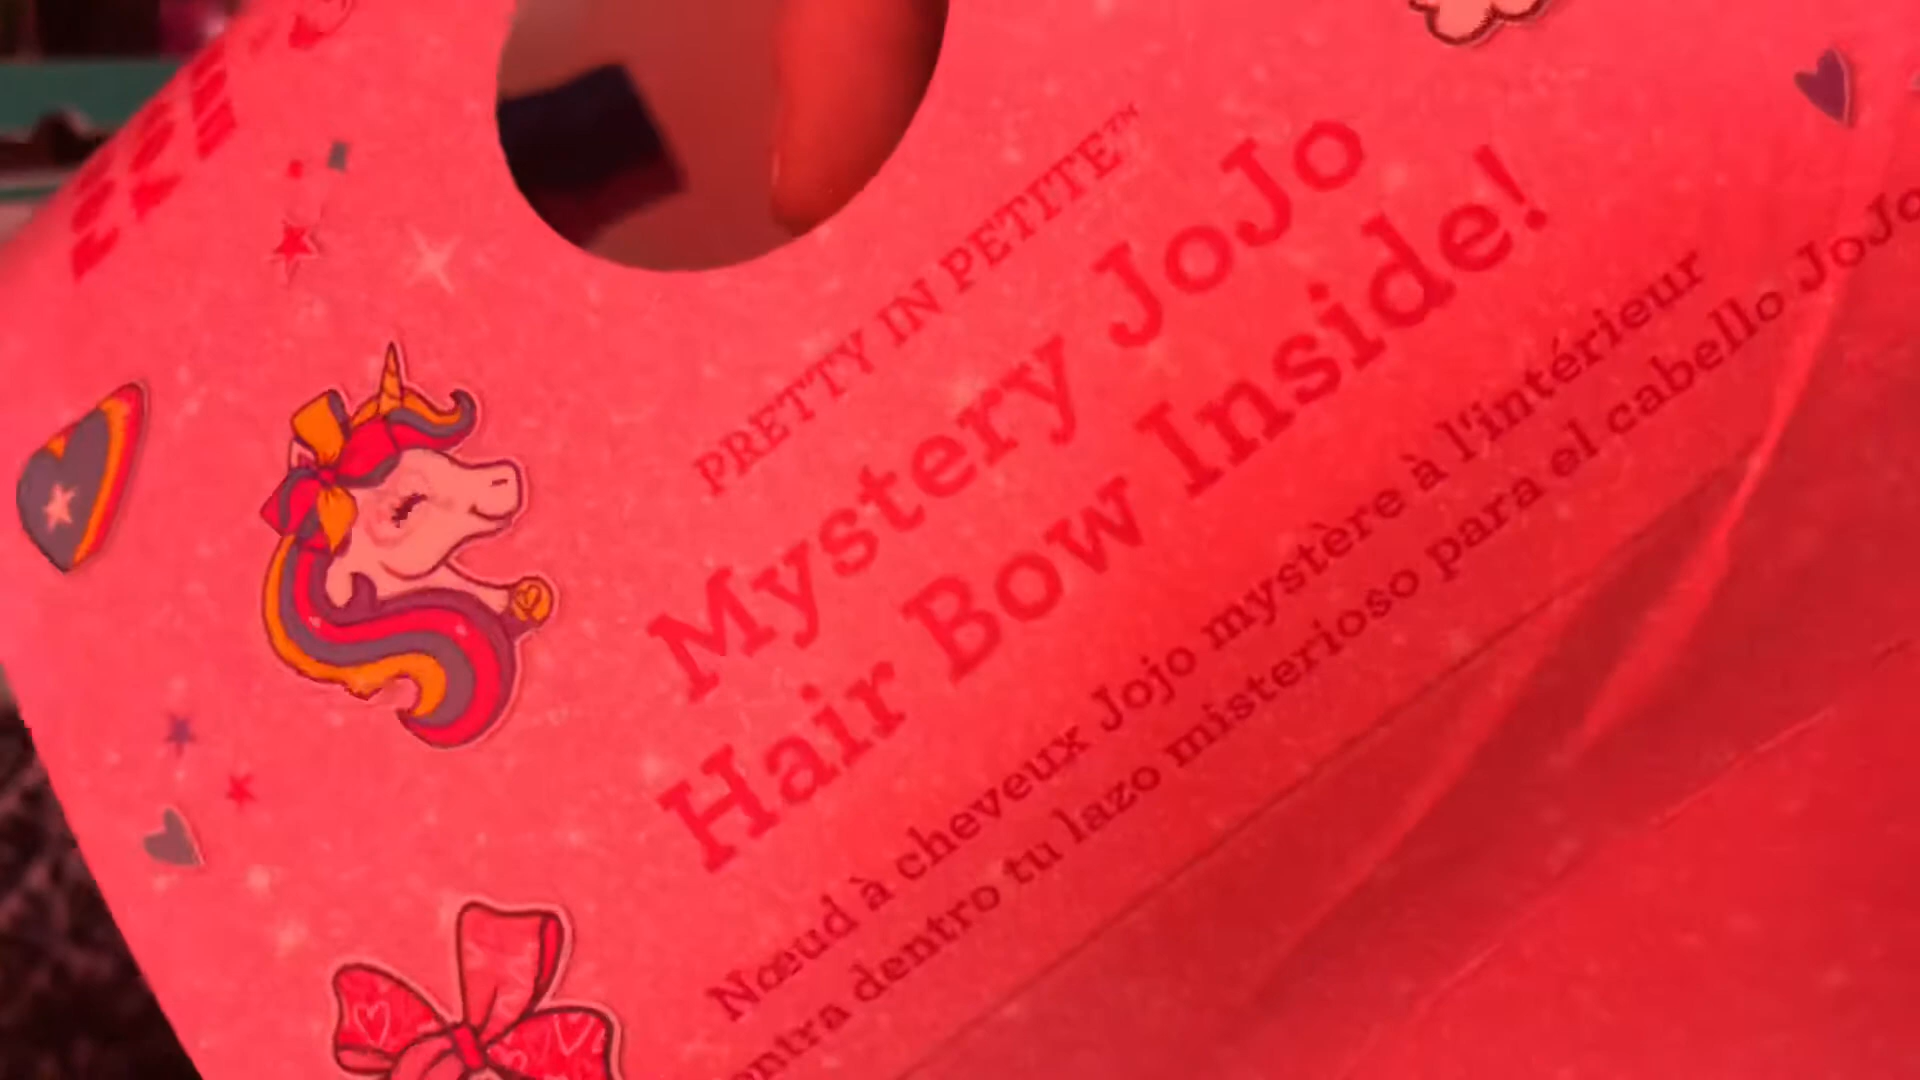 PRETTY IN PETITE™
Mystery JoJo
Hair Bow Inside!
Nœud à cheveux Jojo mystère à l'intérieur
dentro tu lazo misterioso para el cabello JoJo